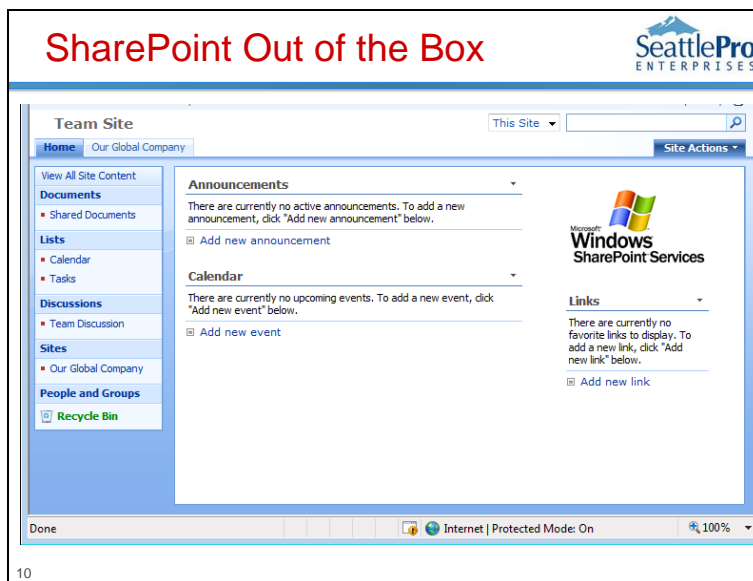 SharePoint Out of the Box
SeattlePro
ENTERPRISES
Team Site
This Site
Home
Our Global Company
Site Actions
View All Site Content
Documents
Shared Documents
Lists
Calendar
Tasks
Discussions
Team Discussion
Sites
Our Global Company
People and Groups
Recycle Bin
Announcements
There are currently no active announcements. To add a new
announcement, click "Add new announcement" below.
Add new announcement
Calendar
There are currently no upcoming events. To add a new event, click
"Add new event" below.
Add new event
Microsoft
Windows
SharePoint Services
Links
There are currently no
favorite links to display. To
add a new link, click "Add
new link" below.
Add new link
Done
Internet | Protected Mode: On
100%
10